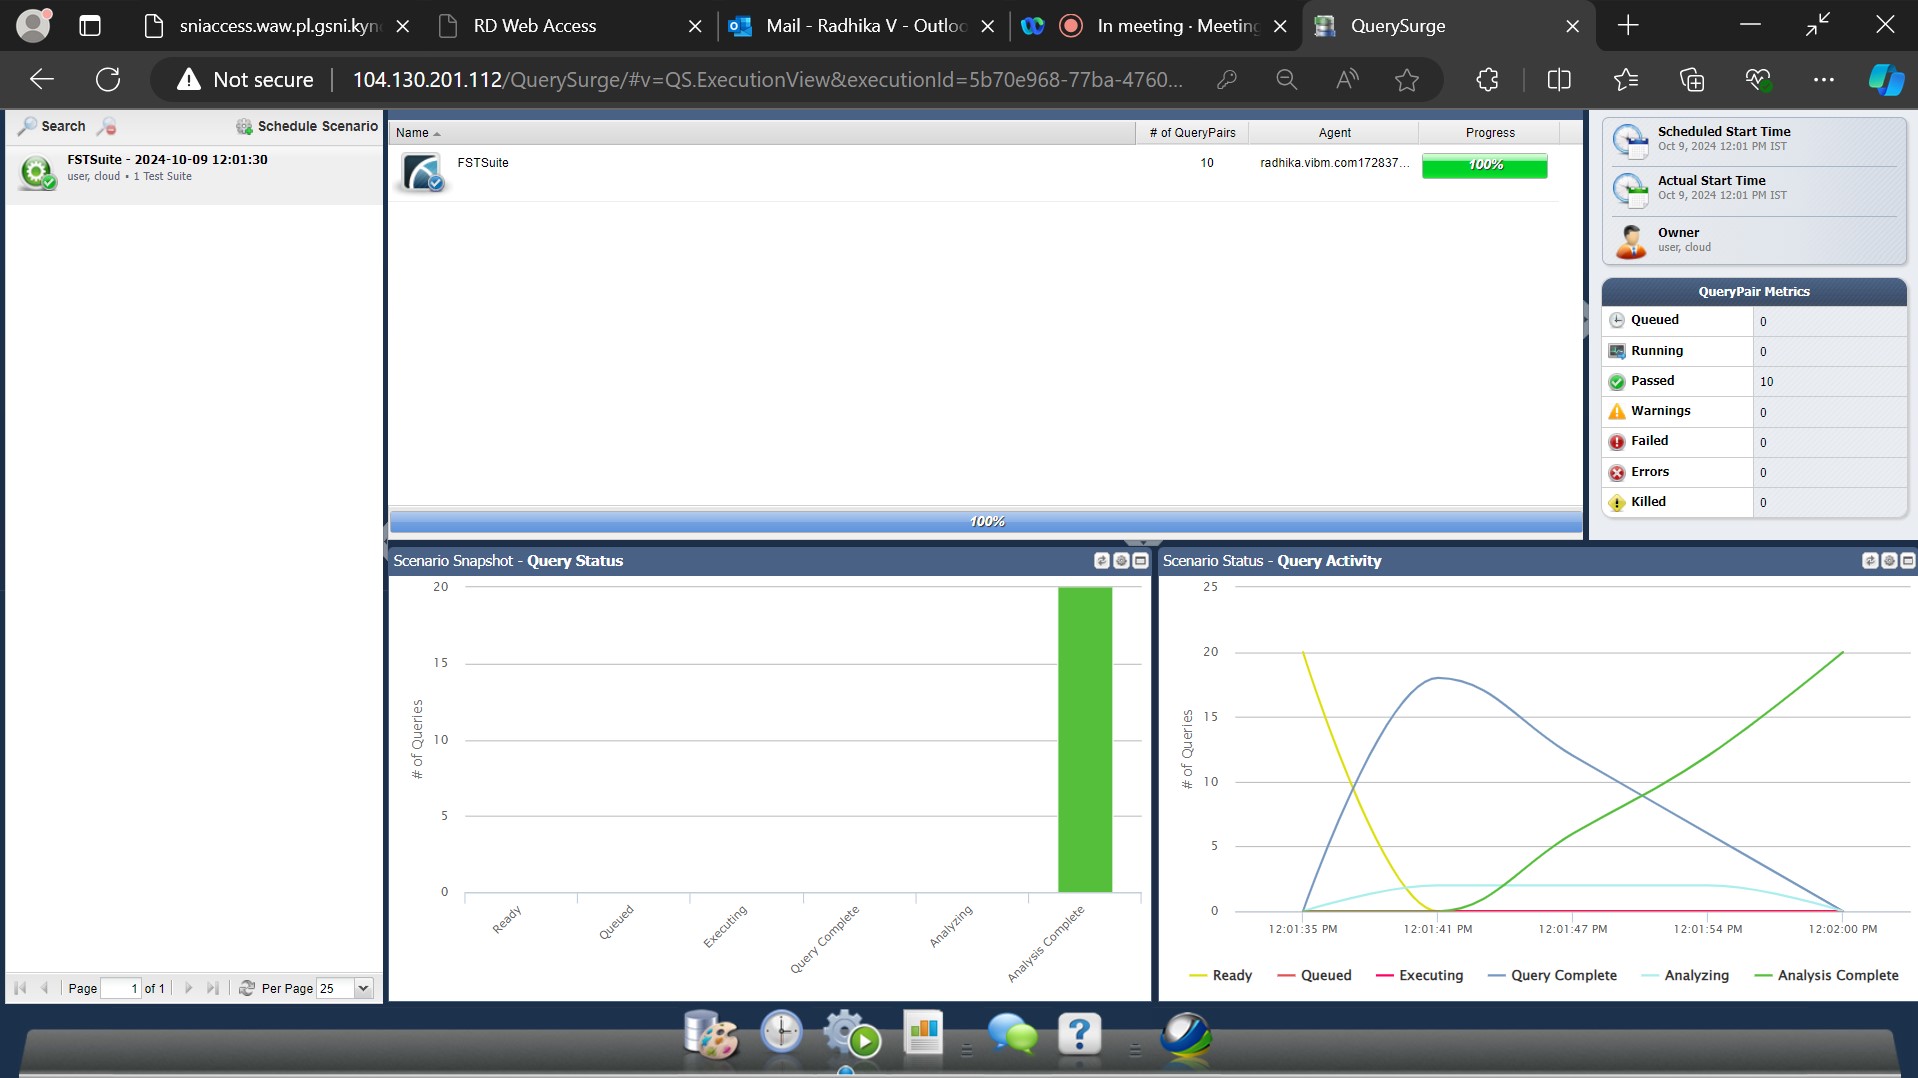 sniaccess.waw.pl.gsni.kyn
RD Web Access
Mail - Radhika V - Outloo
In meeting · Meeting
QuerySurge
Not secure
104.130.201.112/QuerySurge/#v=QS.ExecutionView&executionId=5b70e968-77ba-4760...
Search
Schedule Scenario
FSTSuite - 2024-10-09 12:01:30
user, cloud • 1 Test Suite
Page 1 of 1
Per Page 25
Name
# of QueryPairs
Agent
Progress
FSTSuite
10
radhika.vibm.com172837...
100%
100%
Scheduled Start Time
Oct 9, 2024 12:01 PM IST
Actual Start Time
Oct 9, 2024 12:01 PM IST
Owner
user, cloud
QueryPair Metrics
Queued 0
Running 0
Passed 10
Warnings 0
Failed 0
Errors 0
Killed 0
Scenario Snapshot - Query Status
20
15
10
5
0
# of Queries
Ready
Queued
Executing
Query Complete
Analyzing
Analysis Complete
Scenario Status - Query Activity
25
20
15
10
5
0
# of Queries
12:01:35 PM
12:01:41 PM
12:01:47 PM
12:01:54 PM
12:02:00 PM
Ready
Queued
Executing
Query Complete
Analyzing
Analysis Complete